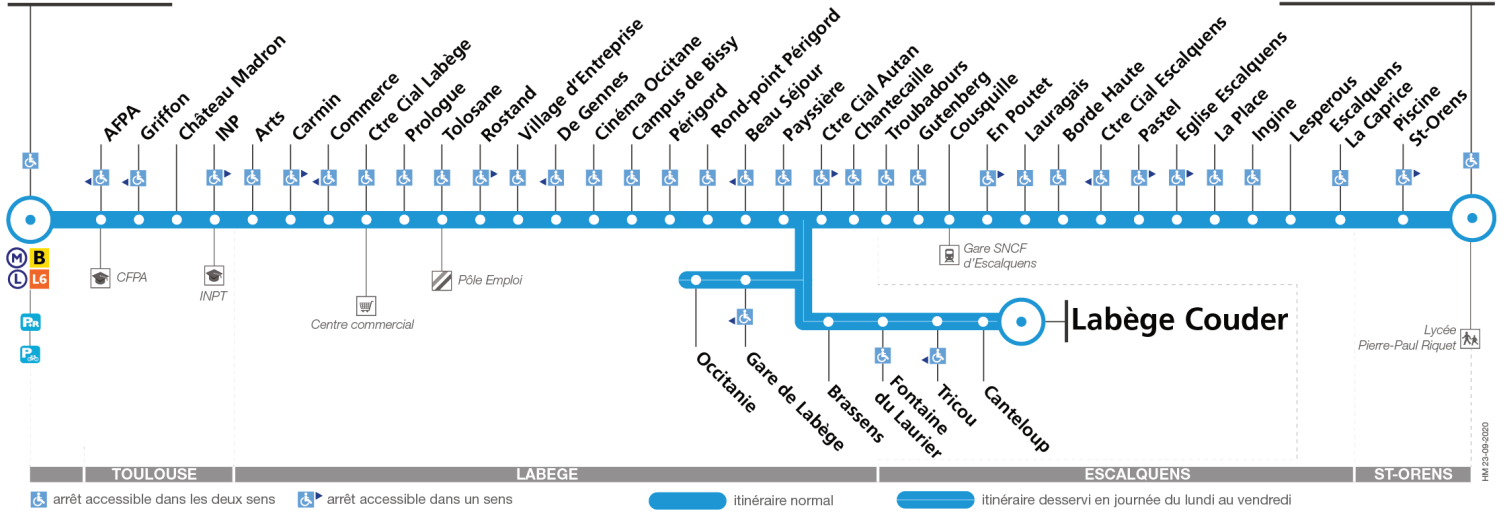 AFPA
Griffon
Château Madron
INP
Arts
Carmin
Commerce
Ctre Cial Labège
Prologue
Tolosane
Rostand
Village d'Entreprise
De Gennes
Cinéma Occitane
Campus de Bissy
Périgord
Rond-point Périgord
Beau Séjour
Payssière
Ctre Cial Autan
Chantecaille
Troubadours
Gutenberg
Cousquille
En Poutet
Lauragais
Borde Haute
Ctre Cial Escalquens
Pastel
Eglise Escalquens
La Place
Ingine
Lesperous
Escalquens
La Caprice
Piscine
St-Orens
M B
L L6
P+R
P
CFPA
INPT
Centre commercial
Pôle Emploi
Gare SNCF
d'Escalquens
Lycée
Pierre-Paul Riquet
Labège Couder
Occitanie
Gare de Labège
Brassens
Fontaine
du Laurier
Tricou
Canteloup
HM 23-09-2020
TOULOUSE
LABEGE
ESCALQUENS
ST-ORENS
arrêt accessible dans les deux sens
arrêt accessible dans un sens
itinéraire normal
itinéraire desservi en journée du lundi au vendredi